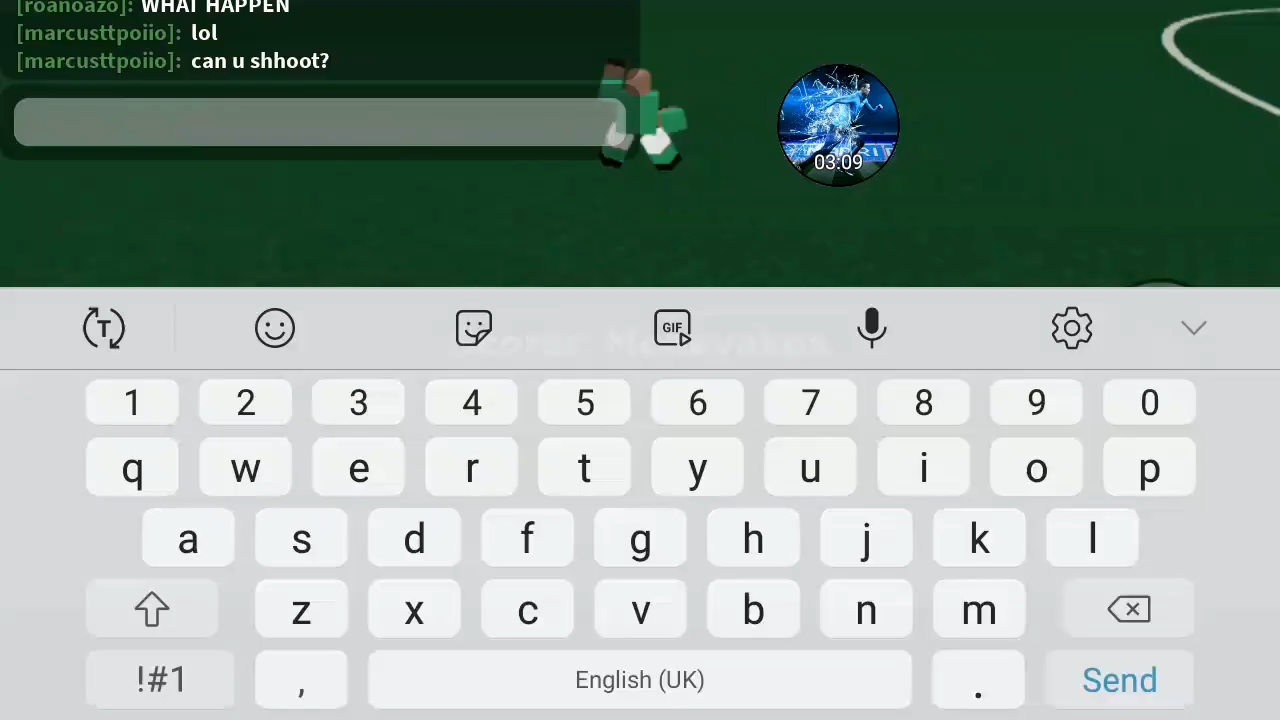 [roanoazo]: WHAT HAPPEN
[marcusttpoiio]: lol
[marcusttpoiio]: can u shhoot?
03:09
T
GIF
1 2 3 4 5 6 7 8 9 0
q w e r t y u i o p
a s d f g h j k l
z x c v b n m
!#1 , English (UK) . Send